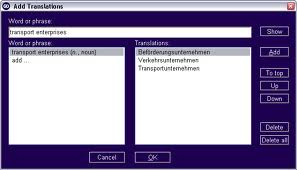 Add Translations
Word or phrase:
transport enterprises
Show
Word or phrase:
transport enterprises (n., noun)
add ...
Translations:
Beförderungsunternehmen
Verkehrsunternehmen
Transportunternehmen
Add
To top
Up
Down
Delete
Delete all
Cancel
OK